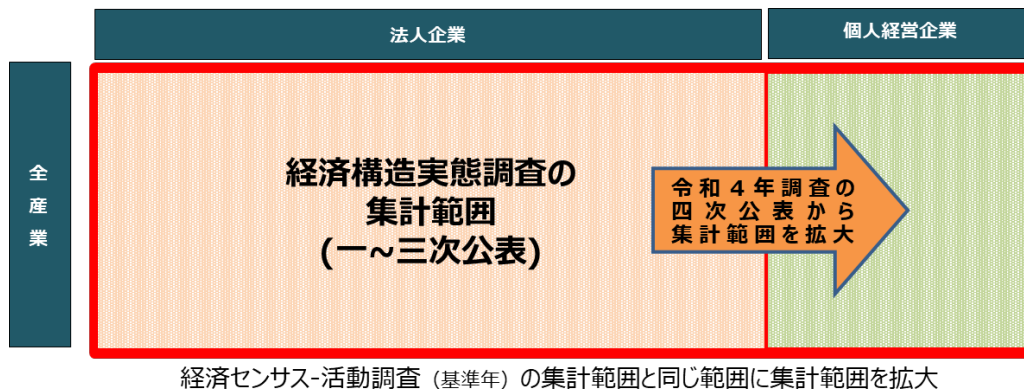 法人企業
個人経営企業
全産業
経済構造実態調査の
集計範囲
(一~三次公表)
令和４年調査の
四次公表から
集計範囲を拡大
経済センサス-活動調査（基準年）の集計範囲と同じ範囲に集計範囲を拡大